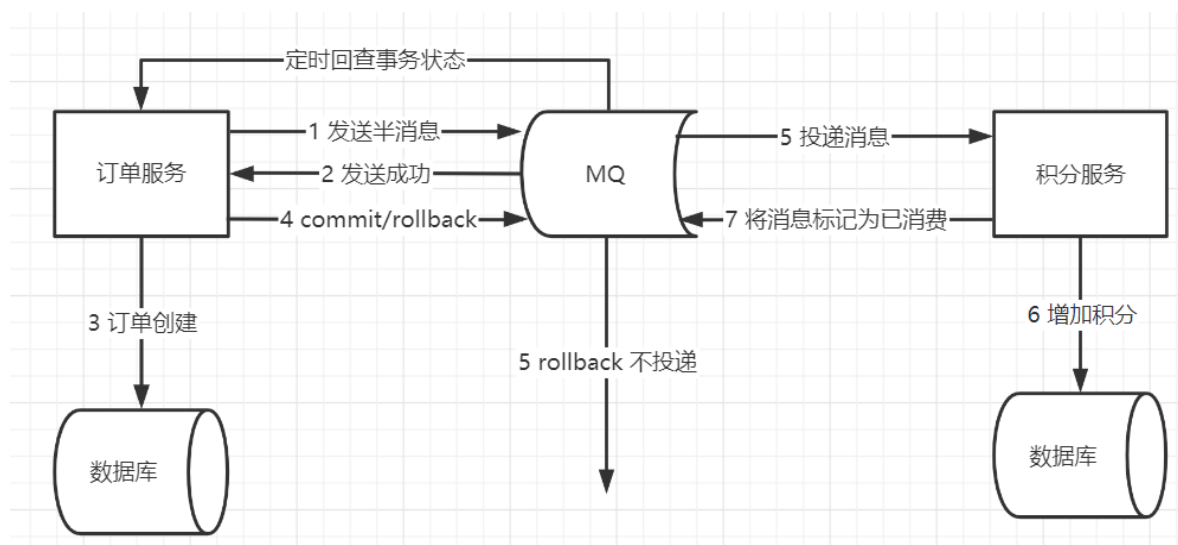 定时回查事务状态
1 发送半消息
5 投递消息
订单服务
2 发送成功
MQ
积分服务
4 commit/rollback
7 将消息标记为已消费
3 订单创建
6 增加积分
5 rollback 不投递
数据库
数据库